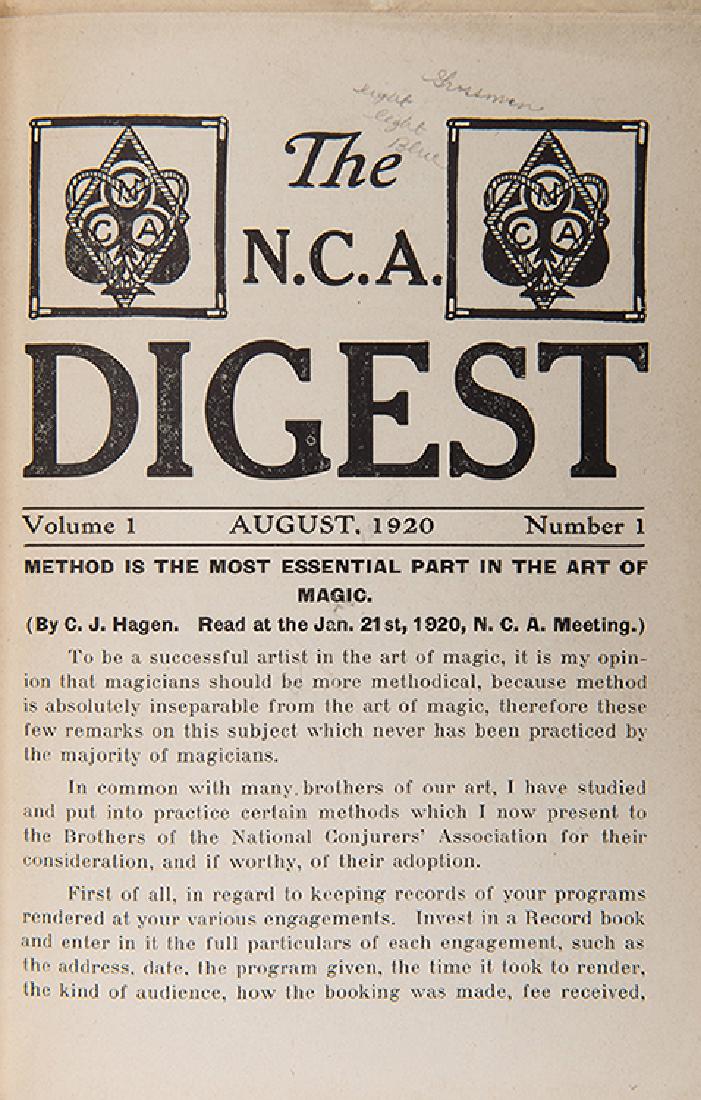 Shorsmen
light
Blue
The
N
C A
N
C A
N.C.A.
DIGEST
Volume 1 AUGUST, 1920 Number 1
METHOD IS THE MOST ESSENTIAL PART IN THE ART OF
MAGIC.
(By C. J. Hagen. Read at the Jan. 21st, 1920, N. C. A. Meeting.)
To be a successful artist in the art of magic, it is my opin-
ion that magicians should be more methodical, because method
is absolutely inseparable from the art of magic, therefore these
few remarks on this subject which never has been practiced by
the majority of magicians.
In common with many brothers of our art, I have studied
and put into practice certain methods which I now present to
the Brothers of the National Conjurers' Association for their
consideration, and if worthy, of their adoption.
First of all, in regard to keeping records of your programs
rendered at your various engagements. Invest in a Record book
and enter in it the full particulars of each engagement, such as
the address, date, the program given, the time it took to render,
the kind of audience, how the booking was made, fee received,